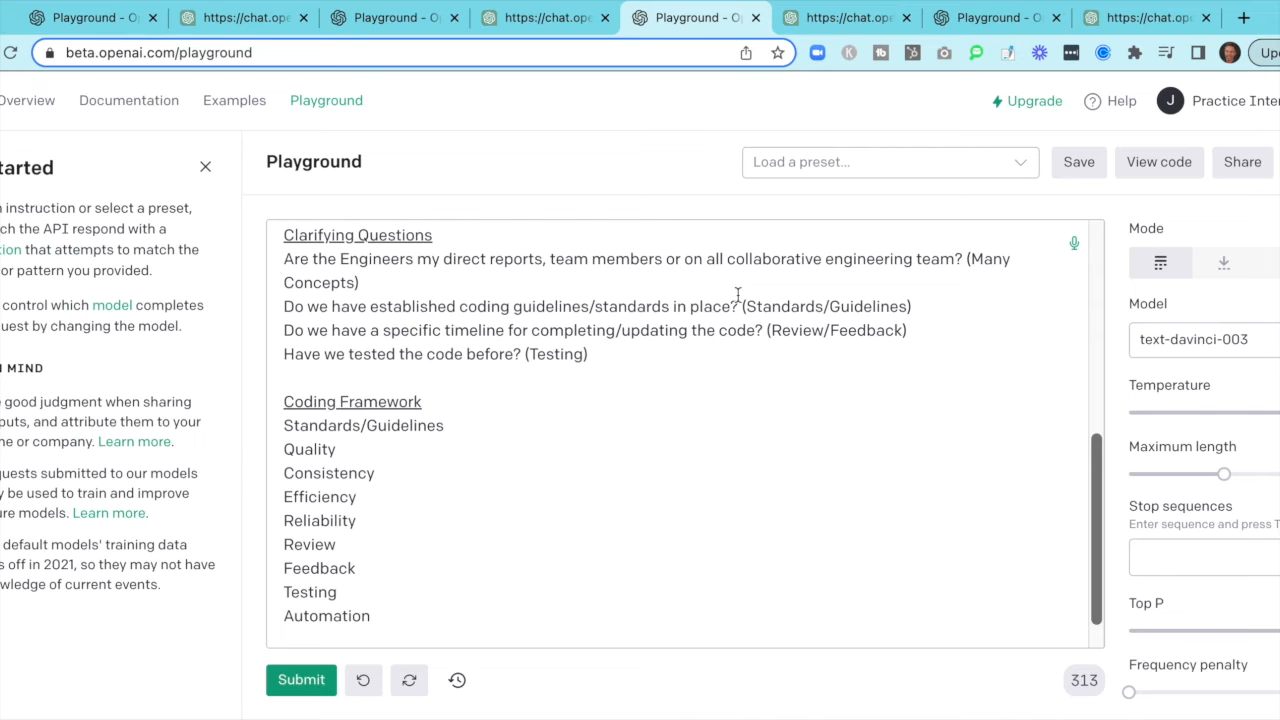 Playground - O
https://chat.ope
Playground - O
https://chat.ope
Playground - O
https://chat.ope
Playground - O
https://chat.ope
beta.openai.com/playground
Overview
Documentation
Examples
Playground
Upgrade
Help
J
Practice Inter
tarted
Playground
Load a preset...
Save
View code
Share
n instruction or select a preset,
ch the API respond with a
tion that attempts to match the
or pattern you provided.
control which model completes
quest by changing the model.
N MIND
e good judgment when sharing
puts, and attribute them to your
me or company. Learn more.
quests submitted to our models
y be used to train and improve
ure models. Learn more.
default models' training data
s off in 2021, so they may not have
wledge of current events.
Clarifying Questions
Are the Engineers my direct reports, team members or on all collaborative engineering team? (Many
Concepts)
Do we have established coding guidelines/standards in place? (Standards/Guidelines)
Do we have a specific timeline for completing/updating the code? (Review/Feedback)
Have we tested the code before? (Testing)
Coding Framework
Standards/Guidelines
Quality
Consistency
Efficiency
Reliability
Review
Feedback
Testing
Automation
Submit
313
Mode
Model
text-davinci-003
Temperature
Maximum length
Stop sequences
Enter sequence and press T
Top P
Frequency penalty